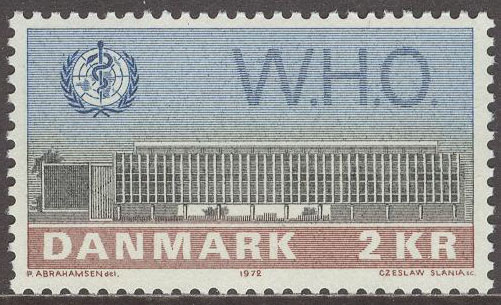 W.H.O.
DANMARK 2 KR
P. ABRAHAMSEN del. 1972 CZESLAW SLANIA sc.